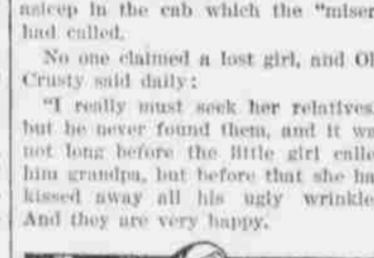 asleep in the cab which the "miser
had called.
No one claimed a lost girl, and Ol
Crusty said daily:
"I really must seek her relatives
but he never found them, and it wa
not long before the little girl calle
him grandpa, but before that she ha
kissed away all his ugly wrinkle
And they are very happy.